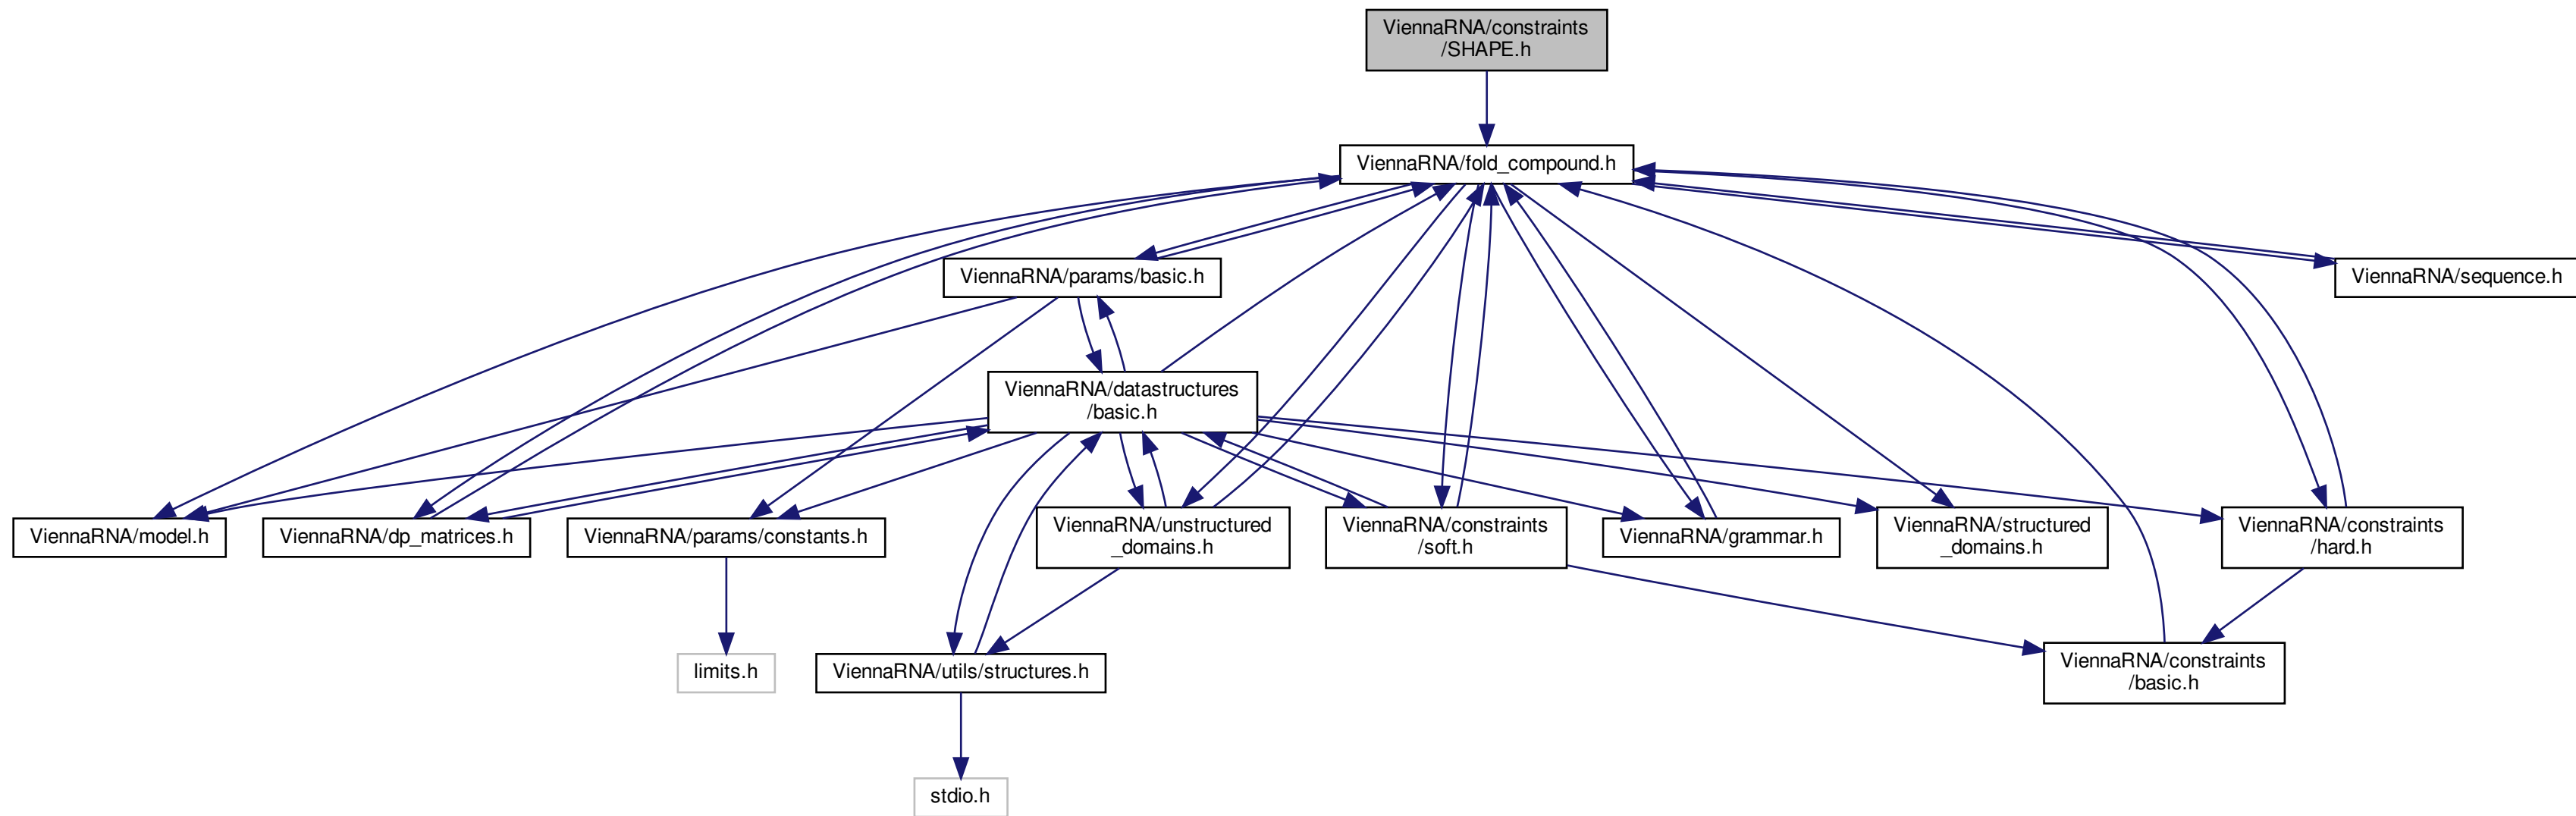 ViennaRNA/constraints
/SHAPE.h
ViennaRNA/fold_compound.h
ViennaRNA/params/basic.h
ViennaRNA/sequence.h
ViennaRNA/datastructures
/basic.h
ViennaRNA/model.h
ViennaRNA/dp_matrices.h
ViennaRNA/params/constants.h
ViennaRNA/unstructured
_domains.h
ViennaRNA/constraints
/soft.h
ViennaRNA/grammar.h
ViennaRNA/structured
_domains.h
ViennaRNA/constraints
/hard.h
limits.h
ViennaRNA/utils/structures.h
ViennaRNA/constraints
/basic.h
stdio.h